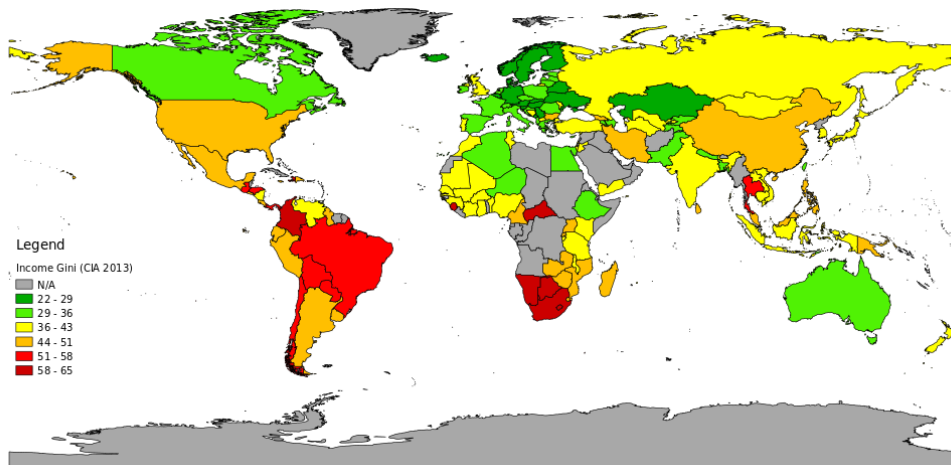 Legend
Income Gini (CIA 2013)
N/A
22 - 29
29 - 36
36 - 43
44 - 51
51 - 58
58 - 65